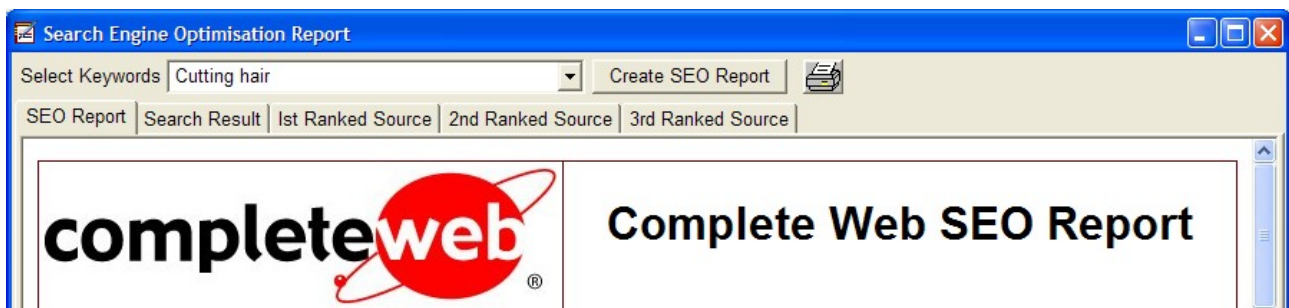 Search Engine Optimisation Report
Select Keywords Cutting hair Create SEO Report
SEO Report Search Result Ist Ranked Source 2nd Ranked Source 3rd Ranked Source
completeweb ®
Complete Web SEO Report